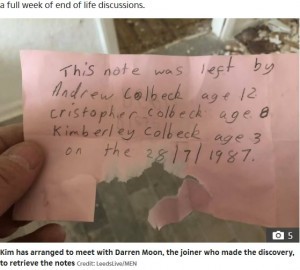 a full week of end of life discussions.
This note was left by
Andrew Colbeck age 12
cristopher colbeck age 8
Kimberley Colbeck age 3
on the 28/7/1987.
5
Kim has arranged to meet with Darren Moon, the joiner who made the discovery,
to retrieve the notes Credit: LeedsLive/MEN